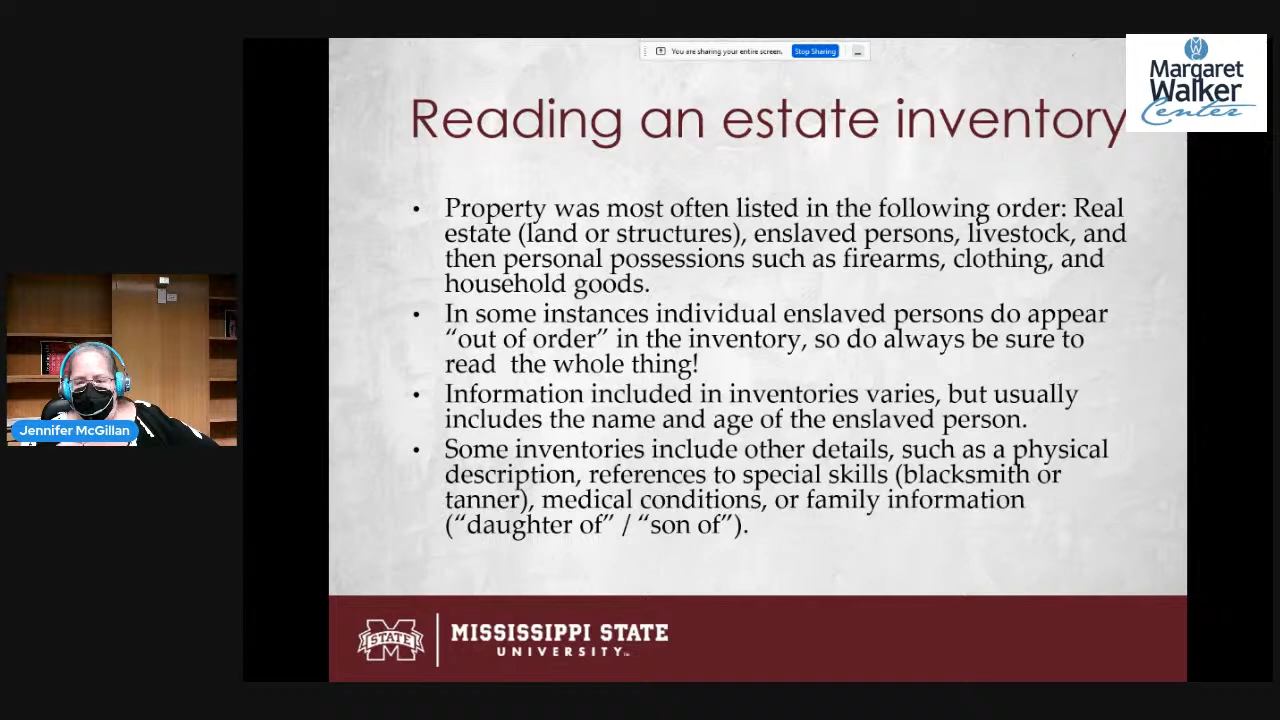 You are sharing your entire screen.
Stop Sharing
Margaret
Walker
Center
Reading an estate inventory
• Property was most often listed in the following order: Real
estate (land or structures), enslaved persons, livestock, and
then personal possessions such as firearms, clothing, and
household goods.
• In some instances individual enslaved persons do appear
“out of order” in the inventory, so do always be sure to
read  the whole thing!
• Information included in inventories varies, but usually
includes the name and age of the enslaved person.
• Some inventories include other details, such as a physical
description, references to special skills (blacksmith or
tanner), medical conditions, or family information
(“daughter of” / “son of”).
Jennifer McGillan
STATE
MISSISSIPPI STATE
UNIVERSITY™